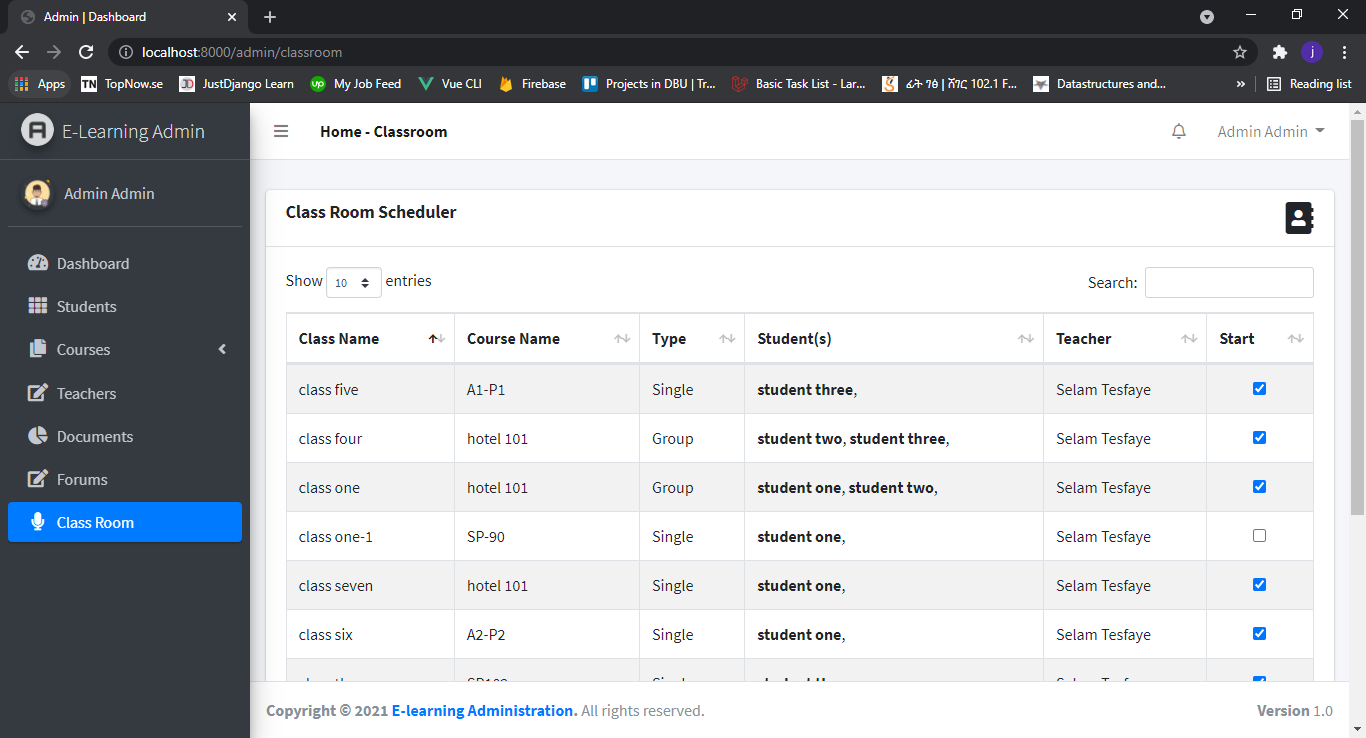 Admin | Dashboard
localhost:8000/admin/classroom
Apps TopNow.se JustDjango Learn My Job Feed Vue CLI Firebase Projects in DBU | Tr... Basic Task List - Lar... ፊት ገፅ | ሸገር 102.1 F... Datastructures and... » Reading list
E-Learning Admin
Home - Classroom
Admin Admin
Admin Admin
Dashboard
Students
Courses
Teachers
Documents
Forums
Class Room
Class Room Scheduler
Show 10 entries
Search:
Class Name Course Name Type Student(s) Teacher Start
class five A1-P1 Single student three, Selam Tesfaye
class four hotel 101 Group student two, student three, Selam Tesfaye
class one hotel 101 Group student one, student two, Selam Tesfaye
class one-1 SP-90 Single student one, Selam Tesfaye
class seven hotel 101 Single student one, Selam Tesfaye
class six A2-P2 Single student one, Selam Tesfaye
Copyright © 2021 E-learning Administration. All rights reserved.
Version 1.0